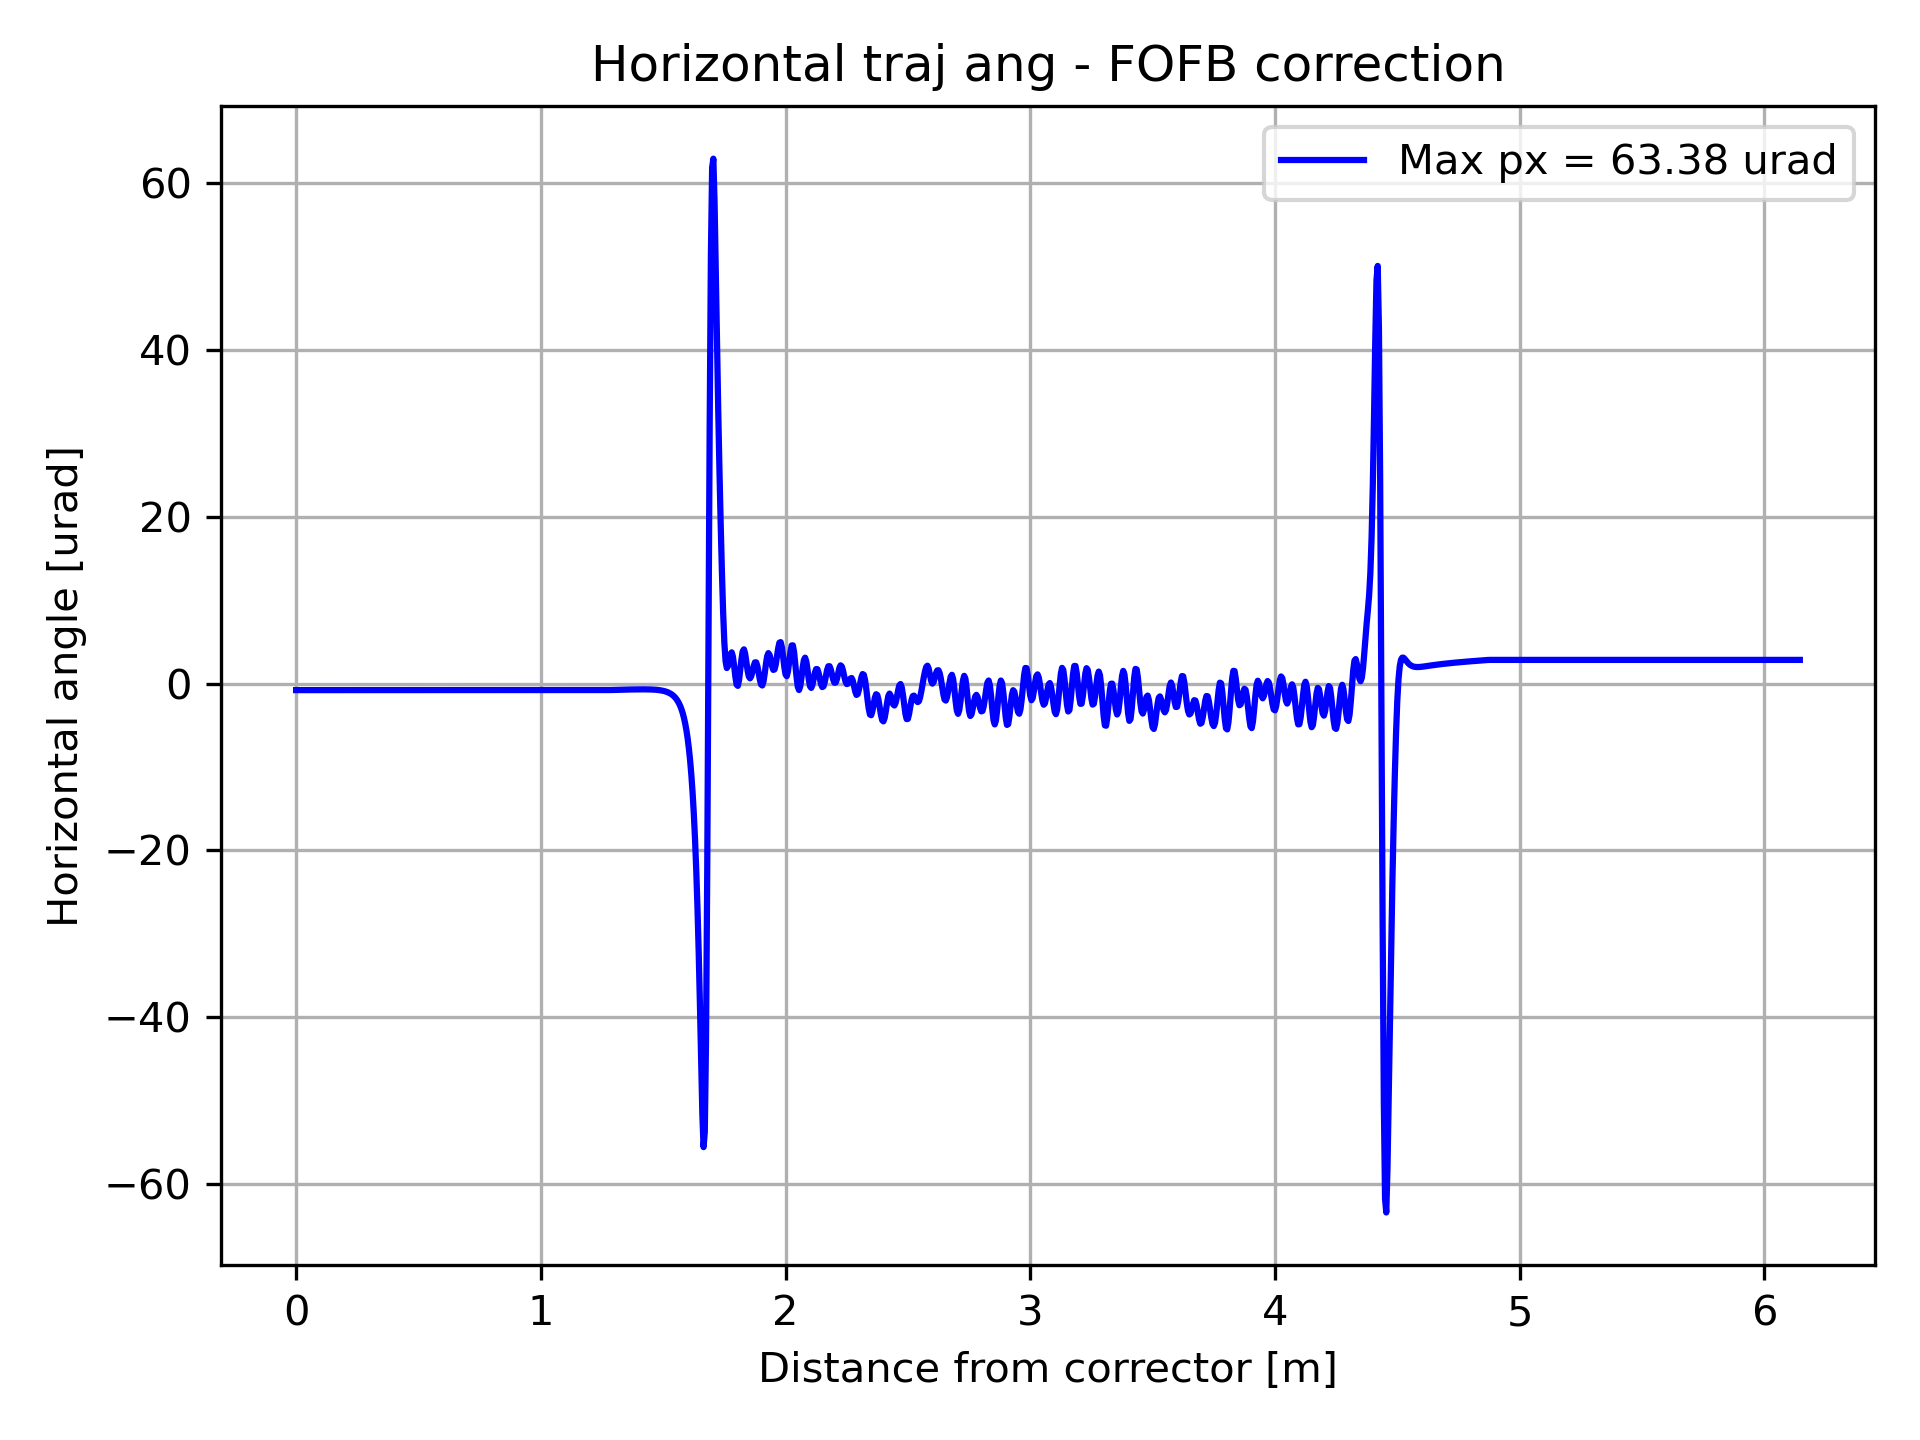 Horizontal traj ang - FOFB correction
Max px = 63.38 urad
Horizontal angle [urad]
60
40
20
0
−20
−40
−60
0 1 2 3 4 5 6
Distance from corrector [m]